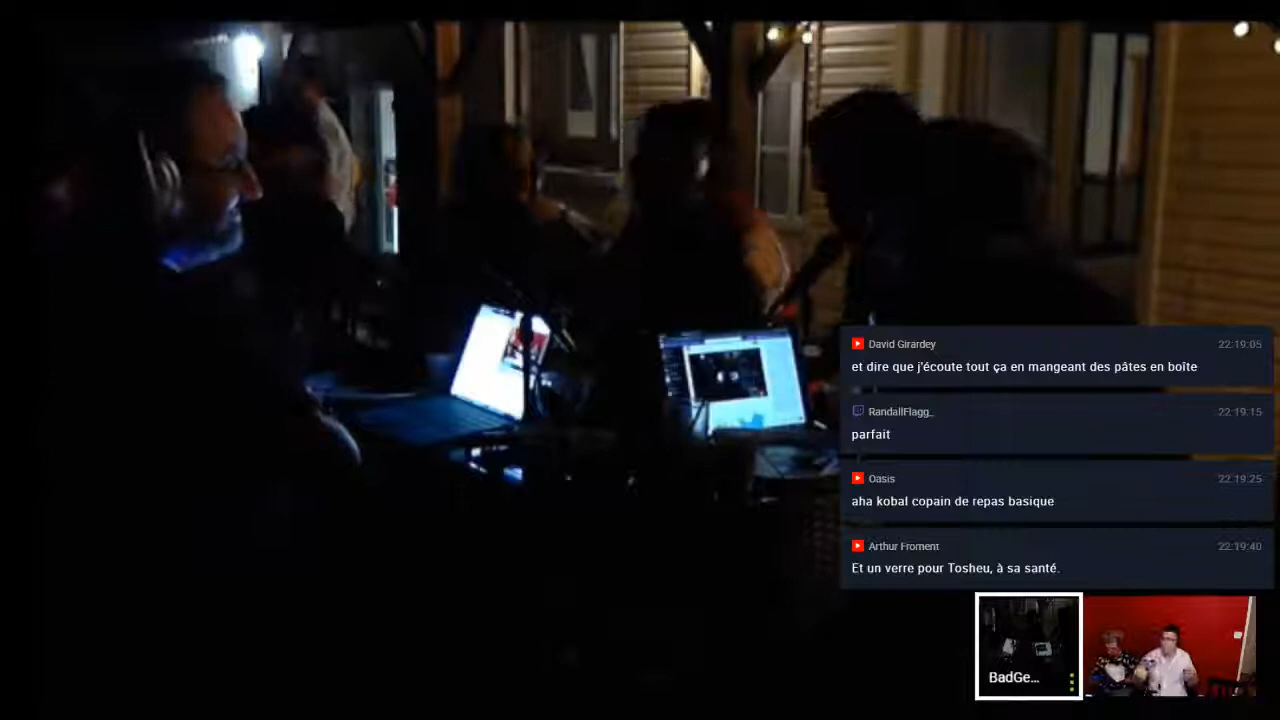 David Girardey 22:19:05
et dire que j'écoute tout ça en mangeant des pâtes en boîte
RandallFlagg_ 22:19:15
parfait
Oasis 22:19:25
aha kobal copain de repas basique
Arthur Froment 22:19:40
Et un verre pour Tosheu, à sa santé.
BadGe...